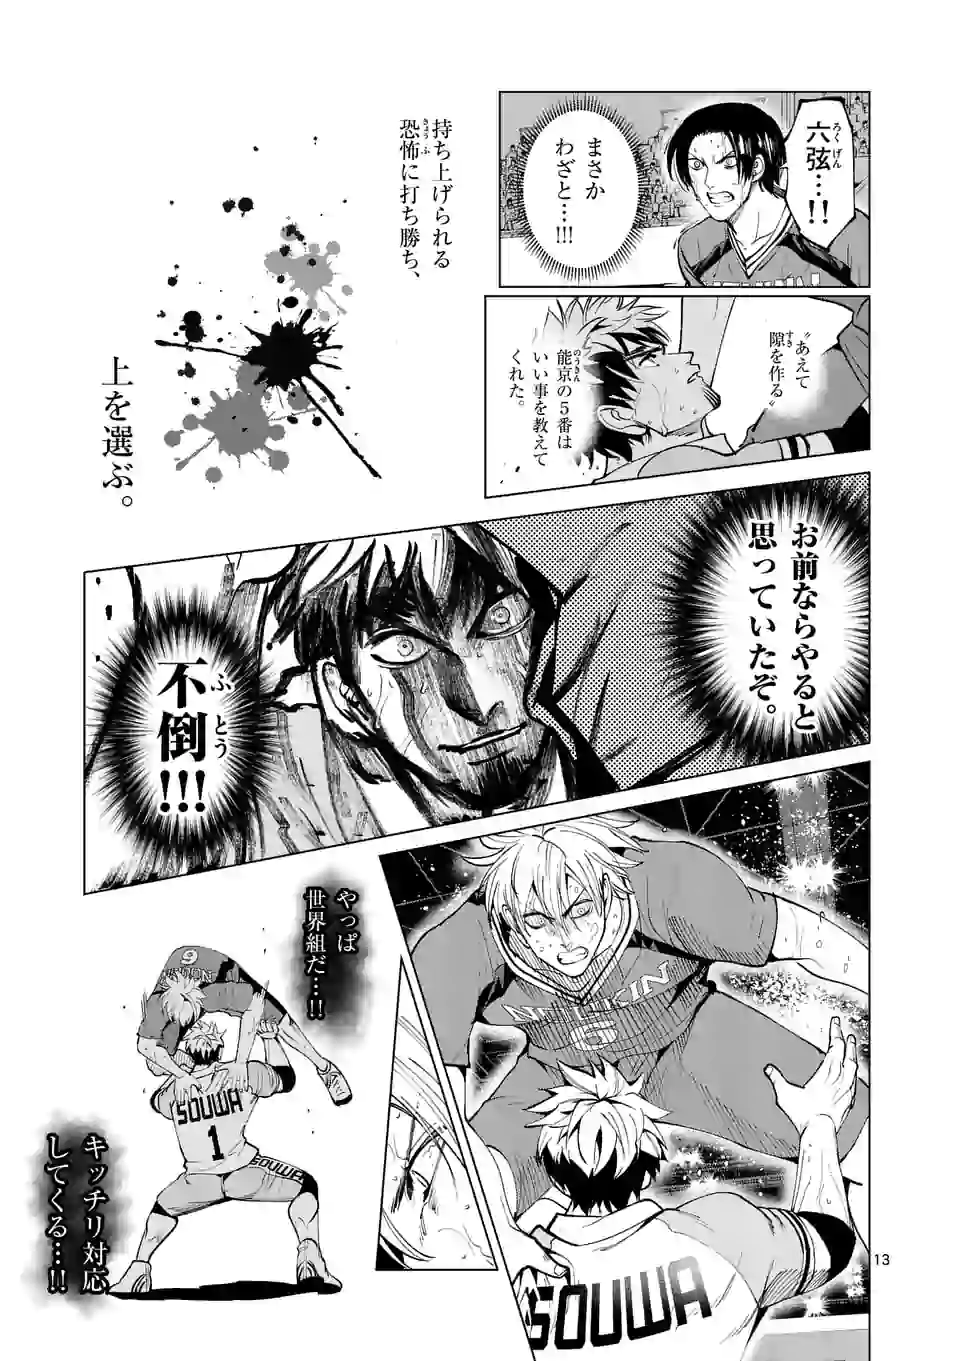 六弦…!!
まさか
わざと…!!!
〝あえて
隙を作る〟
能京の5番は
いい事を教えて
くれた。
持ち上げられる
恐怖に打ち勝ち、
上を選ぶ。
お前ならやると
思っていたぞ。
不倒!!!
NOUKIN
6
SOUWA
やっぱ
世界組だ…!!
9
SOUWA
1
SOUWA
キッチリ対応
してくる…!!
13